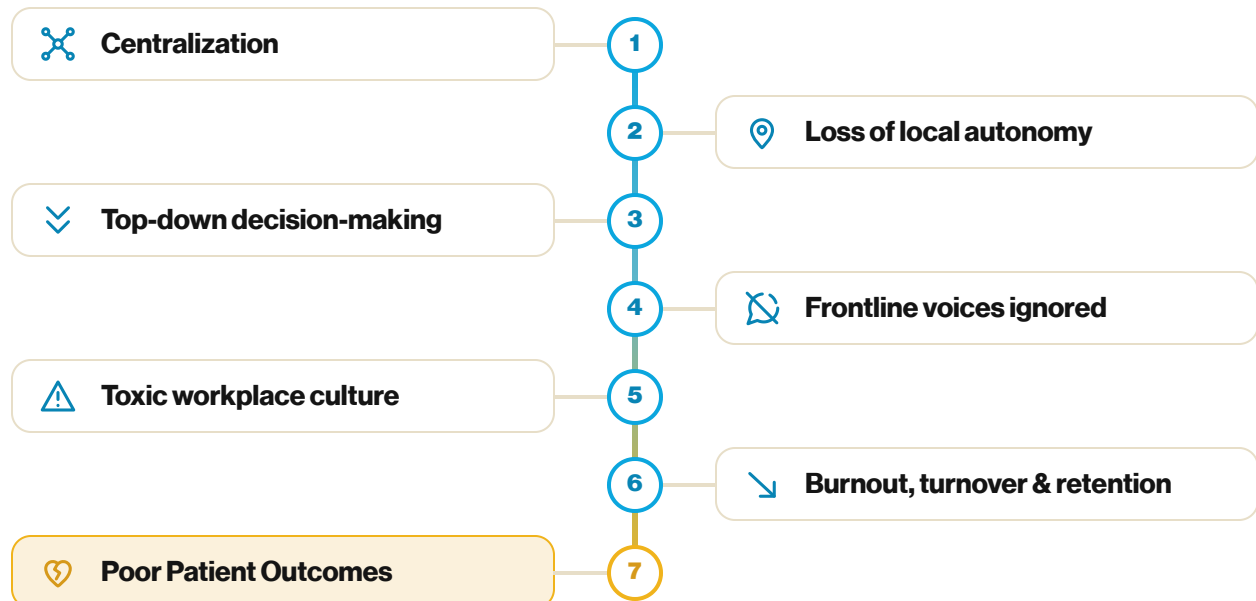 Centralization
1
2
Loss of local autonomy
Top-down decision-making
3
4
Frontline voices ignored
Toxic workplace culture
5
6
Burnout, turnover & retention
Poor Patient Outcomes
7